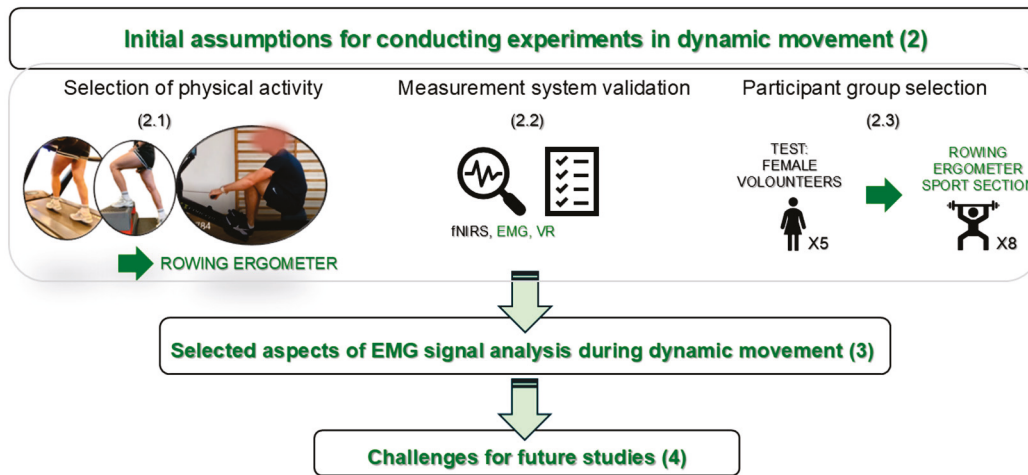 Initial assumptions for conducting experiments in dynamic movement (2)
Selection of physical activity
(2.1)
ROWING ERGOMETER
Measurement system validation
(2.2)
fNIRS, EMG, VR
Participant group selection
(2.3)
TEST:
FEMALE
VOLOUNTEERS
X5
ROWING
ERGOMETER
SPORT SECTION
X8
Selected aspects of EMG signal analysis during dynamic movement (3)
Challenges for future studies (4)